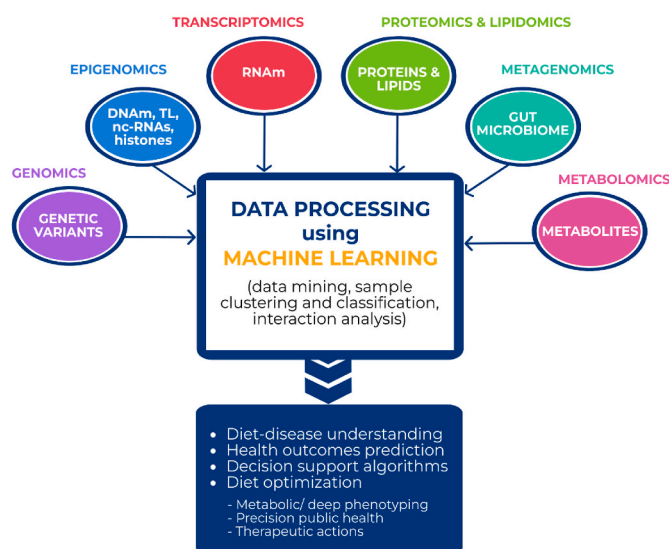 TRANSCRIPTOMICS
RNAm
PROTEOMICS & LIPIDOMICS
PROTEINS &
LIPIDS
EPIGENOMICS
DNAm, TL,
nc-RNAs,
histones
METAGENOMICS
GUT
MICROBIOME
GENOMICS
GENETIC
VARIANTS
METABOLOMICS
METABOLITES
DATA PROCESSING
using
MACHINE LEARNING
(data mining, sample
clustering and classification,
interaction analysis)
• Diet-disease understanding
• Health outcomes prediction
• Decision support algorithms
• Diet optimization
- Metabolic/ deep phenotyping
- Precision public health
- Therapeutic actions